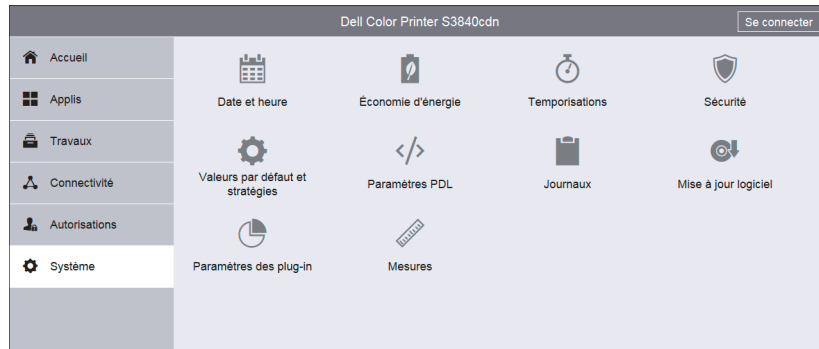 Dell Color Printer S3840cdn
Se connecter
Accueil
Applis
Travaux
Connectivité
Autorisations
Système
Date et heure
Économie d'énergie
Temporisations
Sécurité
Valeurs par défaut et
stratégies
Paramètres PDL
Journaux
Mise à jour logiciel
Paramètres des plug-in
Mesures